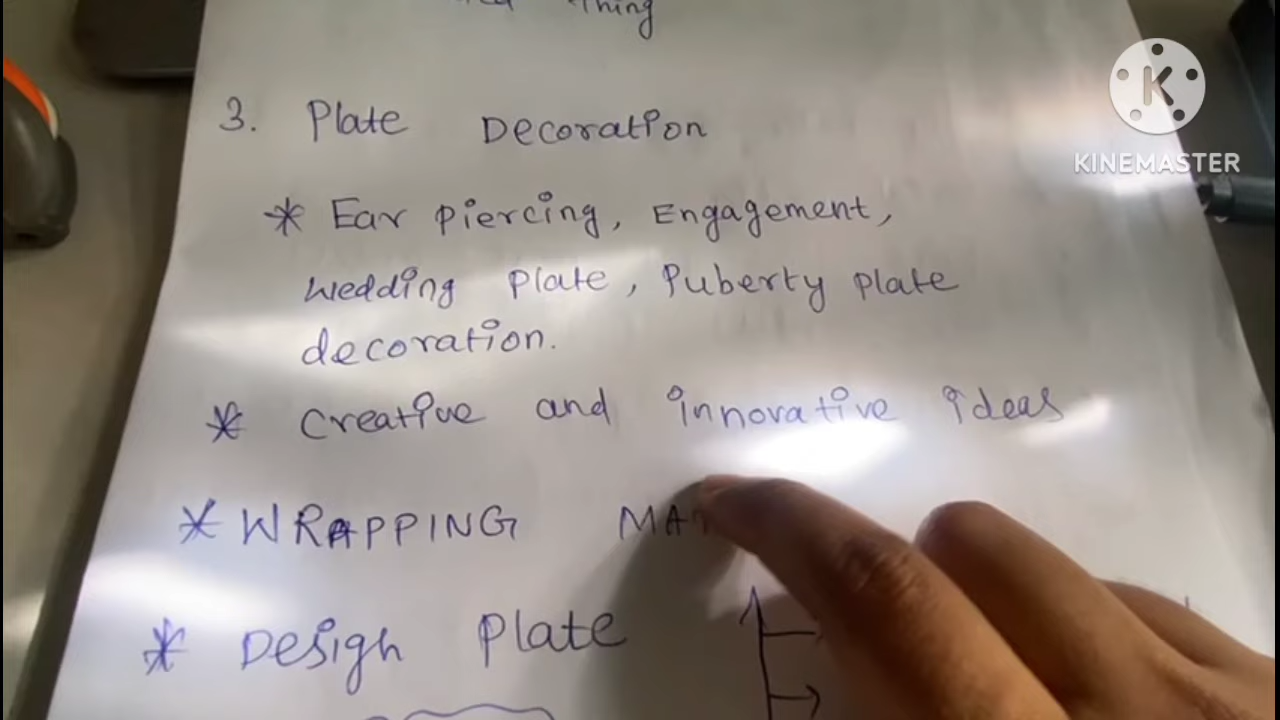 Thing
3. Plate Decoration
* Ear piercing, Engagement,
wedding plate, Puberty plate
decoration.
* Creative and innovative ideas
* WRAPPING
* Design plate
KINEMASTER